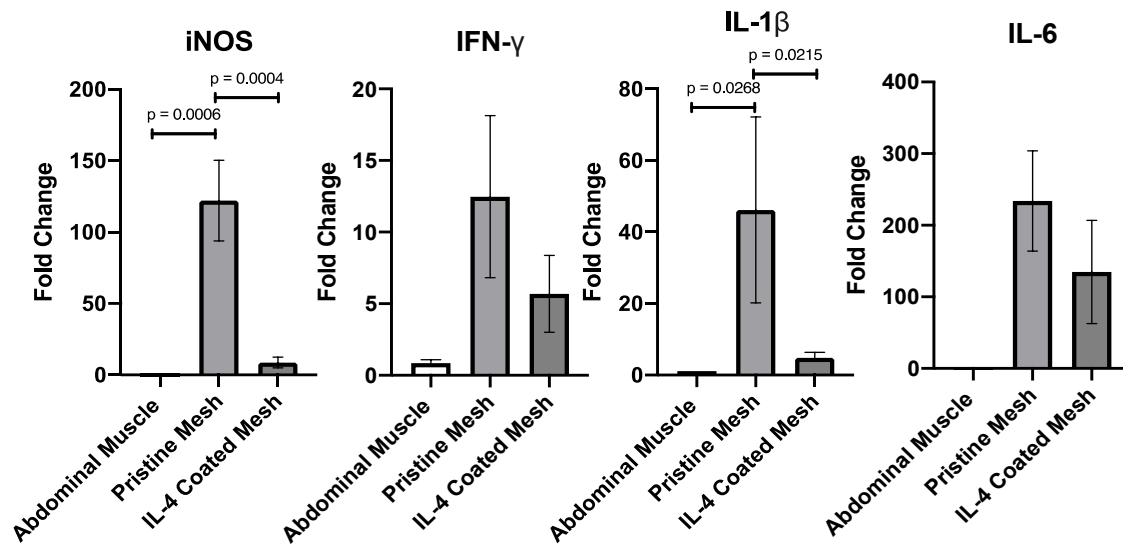 iNOS
p = 0.0004
p = 0.0006
200
150
100
50
0
Fold Change
Abdominal Muscle
Pristine Mesh
IL-4 Coated Mesh
IFN-γ
20
15
10
5
0
Fold Change
Abdominal Muscle
Pristine Mesh
IL-4 Coated Mesh
IL-1β
p = 0.0215
p = 0.0268
80
60
40
20
0
Fold Change
Abdominal Muscle
Pristine Mesh
IL-4 Coated Mesh
IL-6
400
300
200
100
0
Fold Change
Abdominal Muscle
Pristine Mesh
IL-4 Coated Mesh